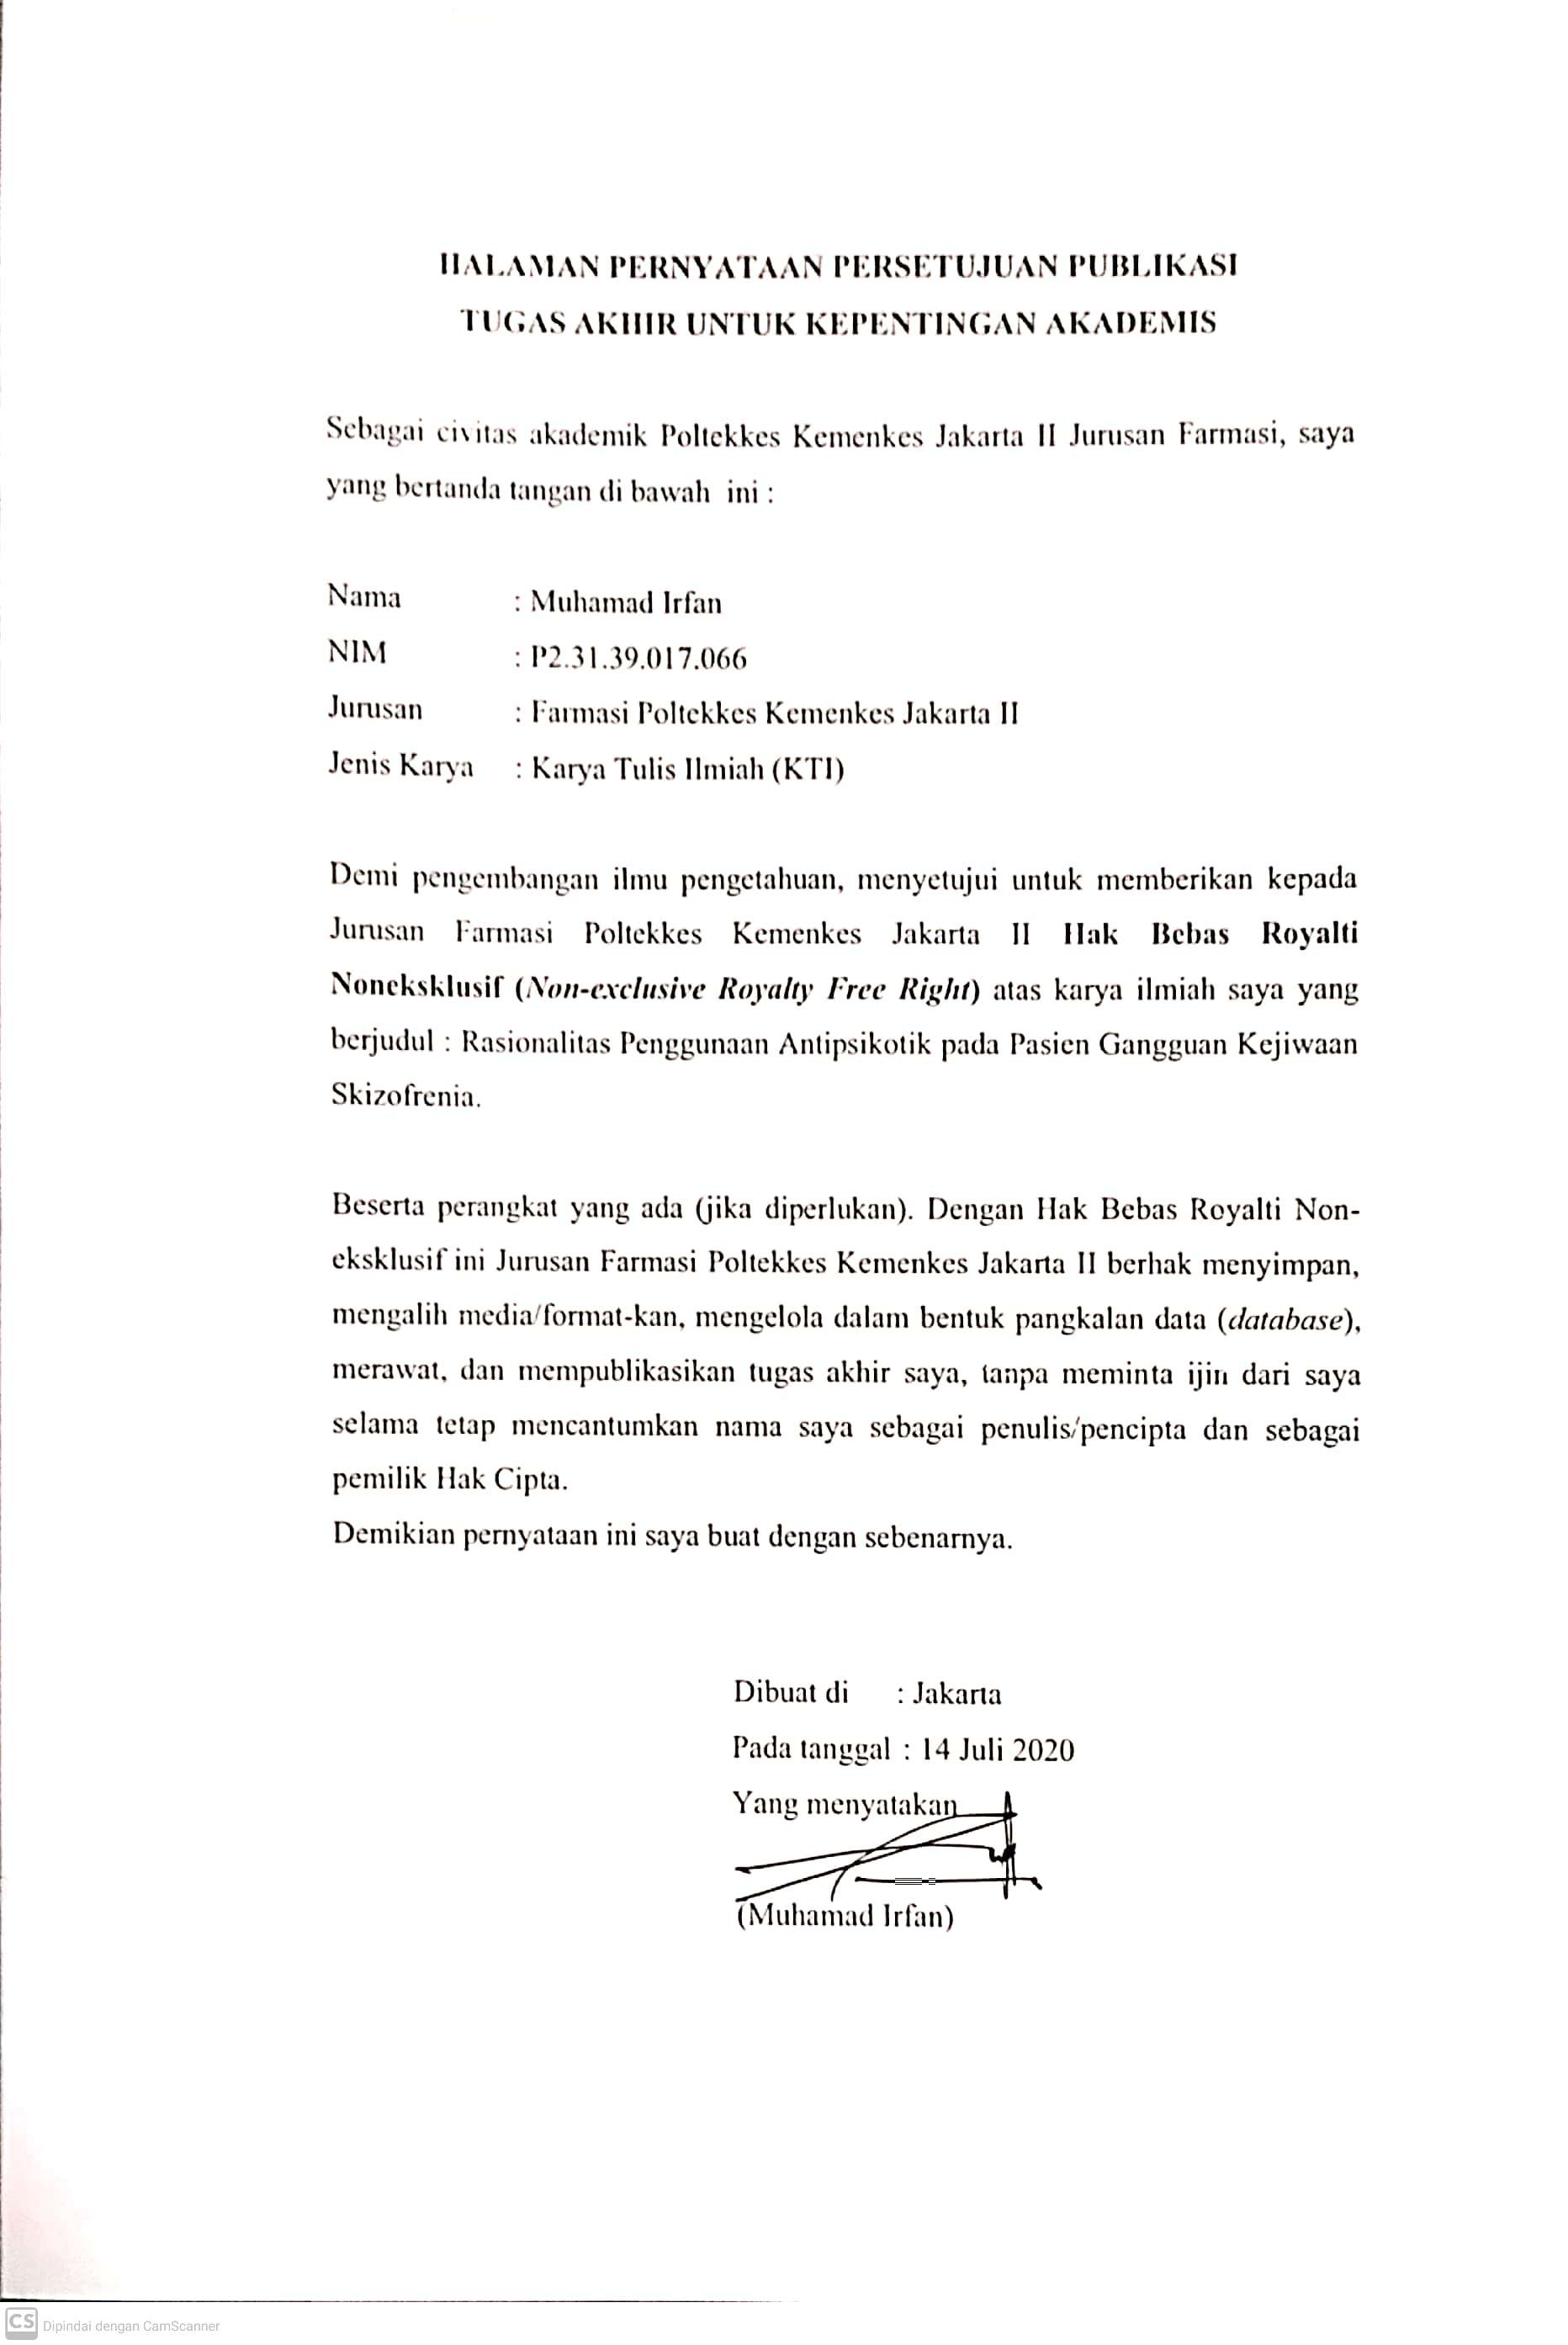 HALAMAN PERNYATAAN PERSETUJUAN PUBLIKASI
TUGAS AKHIR UNTUK KEPENTINGAN AKADEMIS
Sebagai civitas akademik Poltekkes Kemenkes Jakarta II Jurusan Farmasi, saya
yang bertanda tangan di bawah ini :
Nama : Muhamad Irfan
NIM : P2.31.39.017.066
Jurusan : Farmasi Poltekkes Kemenkes Jakarta II
Jenis Karya : Karya Tulis Ilmiah (KTI)
Demi pengembangan ilmu pengetahuan, menyetujui untuk memberikan kepada
Jurusan Farmasi Poltekkes Kemenkes Jakarta II Hak Bebas Royalti
Noneksklusif (Non-exclusive Royalty Free Right) atas karya ilmiah saya yang
berjudul : Rasionalitas Penggunaan Antipsikotik pada Pasien Gangguan Kejiwaan
Skizofrenia.
Beserta perangkat yang ada (jika diperlukan). Dengan Hak Bebas Royalti Non-
eksklusif ini Jurusan Farmasi Poltekkes Kemenkes Jakarta II berhak menyimpan,
mengalih media/format-kan, mengelola dalam bentuk pangkalan data (database),
merawat, dan mempublikasikan tugas akhir saya, tanpa meminta ijin dari saya
selama tetap mencantumkan nama saya sebagai penulis/pencipta dan sebagai
pemilik Hak Cipta.
Demikian pernyataan ini saya buat dengan sebenarnya.
Dibuat di : Jakarta
Pada tanggal : 14 Juli 2020
Yang menyatakan
(Muhamad Irfan)
CS Dipindai dengan CamScanner